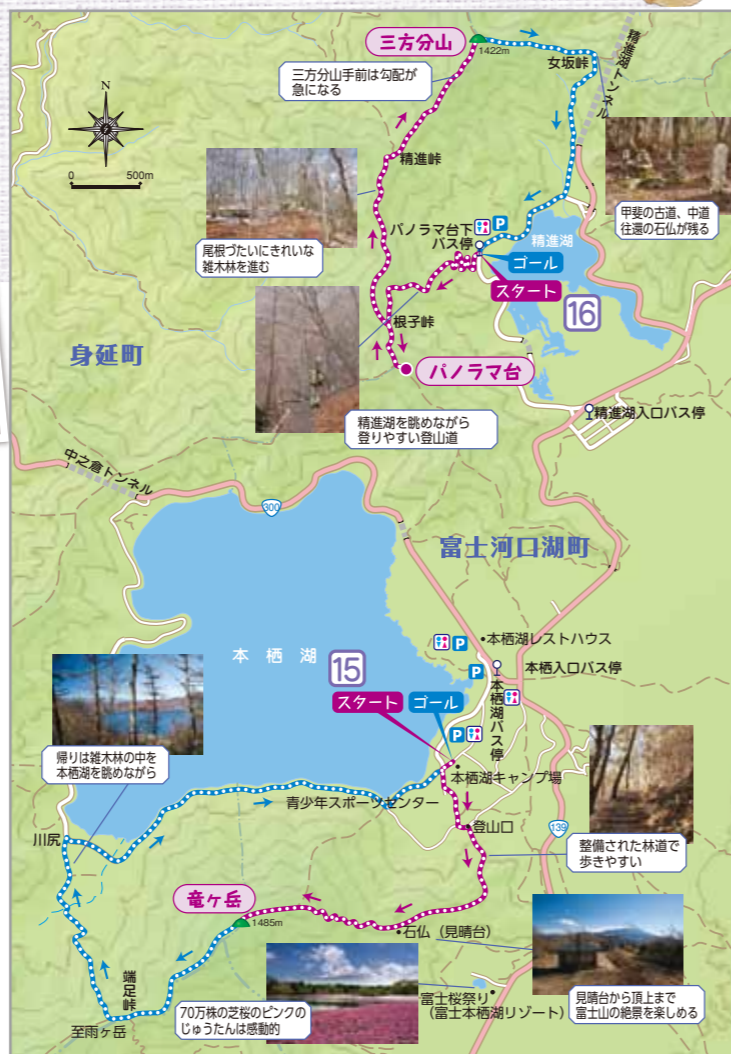 三方分山
1422m
女坂峠
精進湖トンネル
三方分山手前は勾配が
急になる
N
0 500m
精進峠
尾根づたいにきれいな
雑木林を進む
パノラマ台下
バス停
P
精進湖
甲斐の古道、中道
往還の石仏が残る
ゴール
スタート
16
根子峠
身延町
パノラマ台
精進湖を眺めながら
登りやすい登山道
精進湖入口バス停
中之倉トンネル
300
富士河口湖町
本栖湖
15
P
本栖湖レストハウス
P
本栖入口バス停
本栖湖バス停
スタート
ゴール
P
帰りは雑木林の中を
本栖湖を眺めながら
本栖湖キャンプ場
青少年スポーツセンター
登山口
139
川尻
整備された林道で
歩きやすい
竜ヶ岳
1485m
石仏（見晴台）
端足峠
至雨ヶ岳
70万株の芝桜のピンクの
じゅうたんは感動的
富士桜祭り
（富士本栖湖リゾート）
見晴台から頂上まで
富士山の絶景を楽しめる